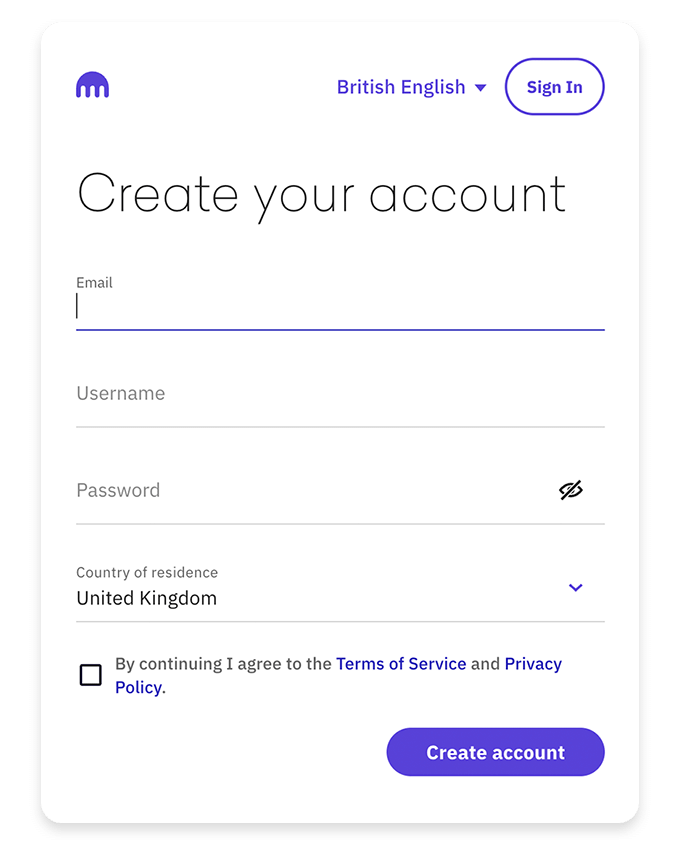 British English
Sign In
Create your account
Email
Username
Password
Country of residence
United Kingdom
By continuing I agree to the Terms of Service and Privacy
Policy.
Create account